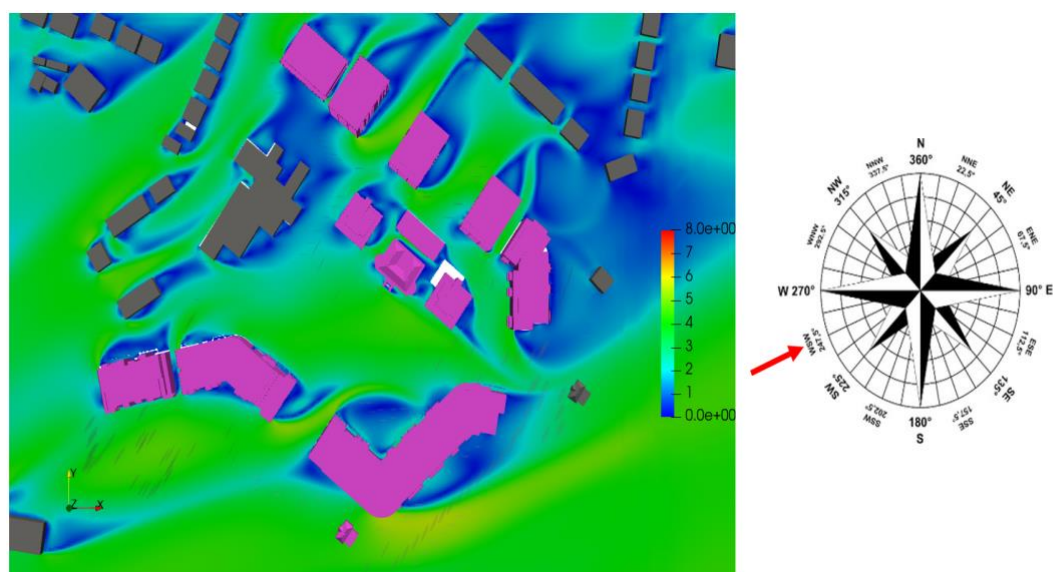 8.0e+00
7
6
5
4
3
2
1
0.0e+00
Y
Z
X
N
360°
NNE
22.5°
NE
45°
ENE
67.5°
90° E
ESE
112.5°
SE
135°
SSE
157.5°
180°
S
SSW
202.5°
SW
225°
WSW
247.5°
W 270°
WNW
292.5°
NW
315°
NNW
337.5°